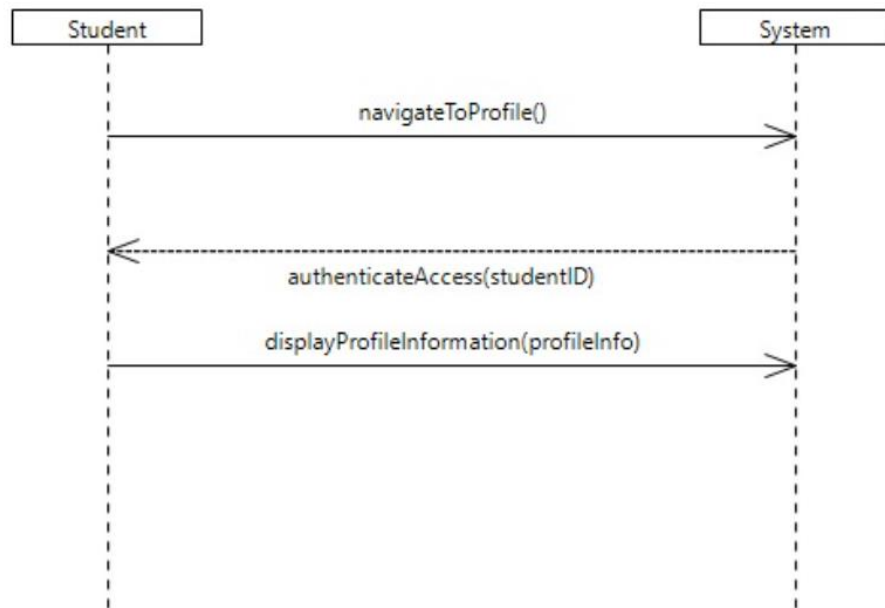 Student
System
navigateToProfile()
authenticateAccess(studentID)
displayProfileInformation(profileInfo)